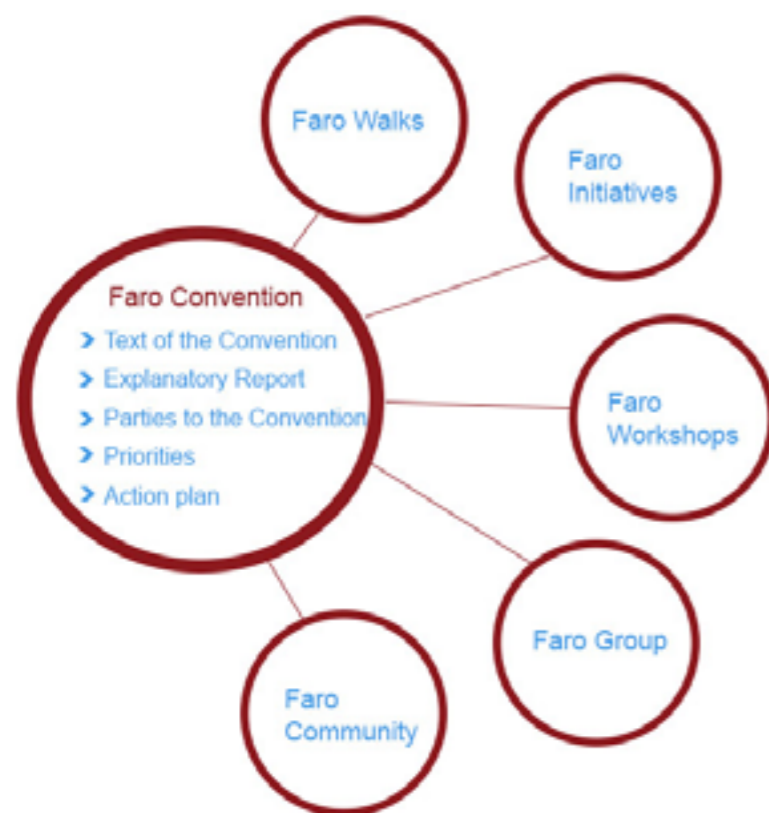 Faro Walks
Faro
Initiatives
Faro Convention
Text of the Convention
Explanatory Report
Parties to the Convention
Priorities
Action plan
Faro
Workshops
Faro Group
Faro
Community